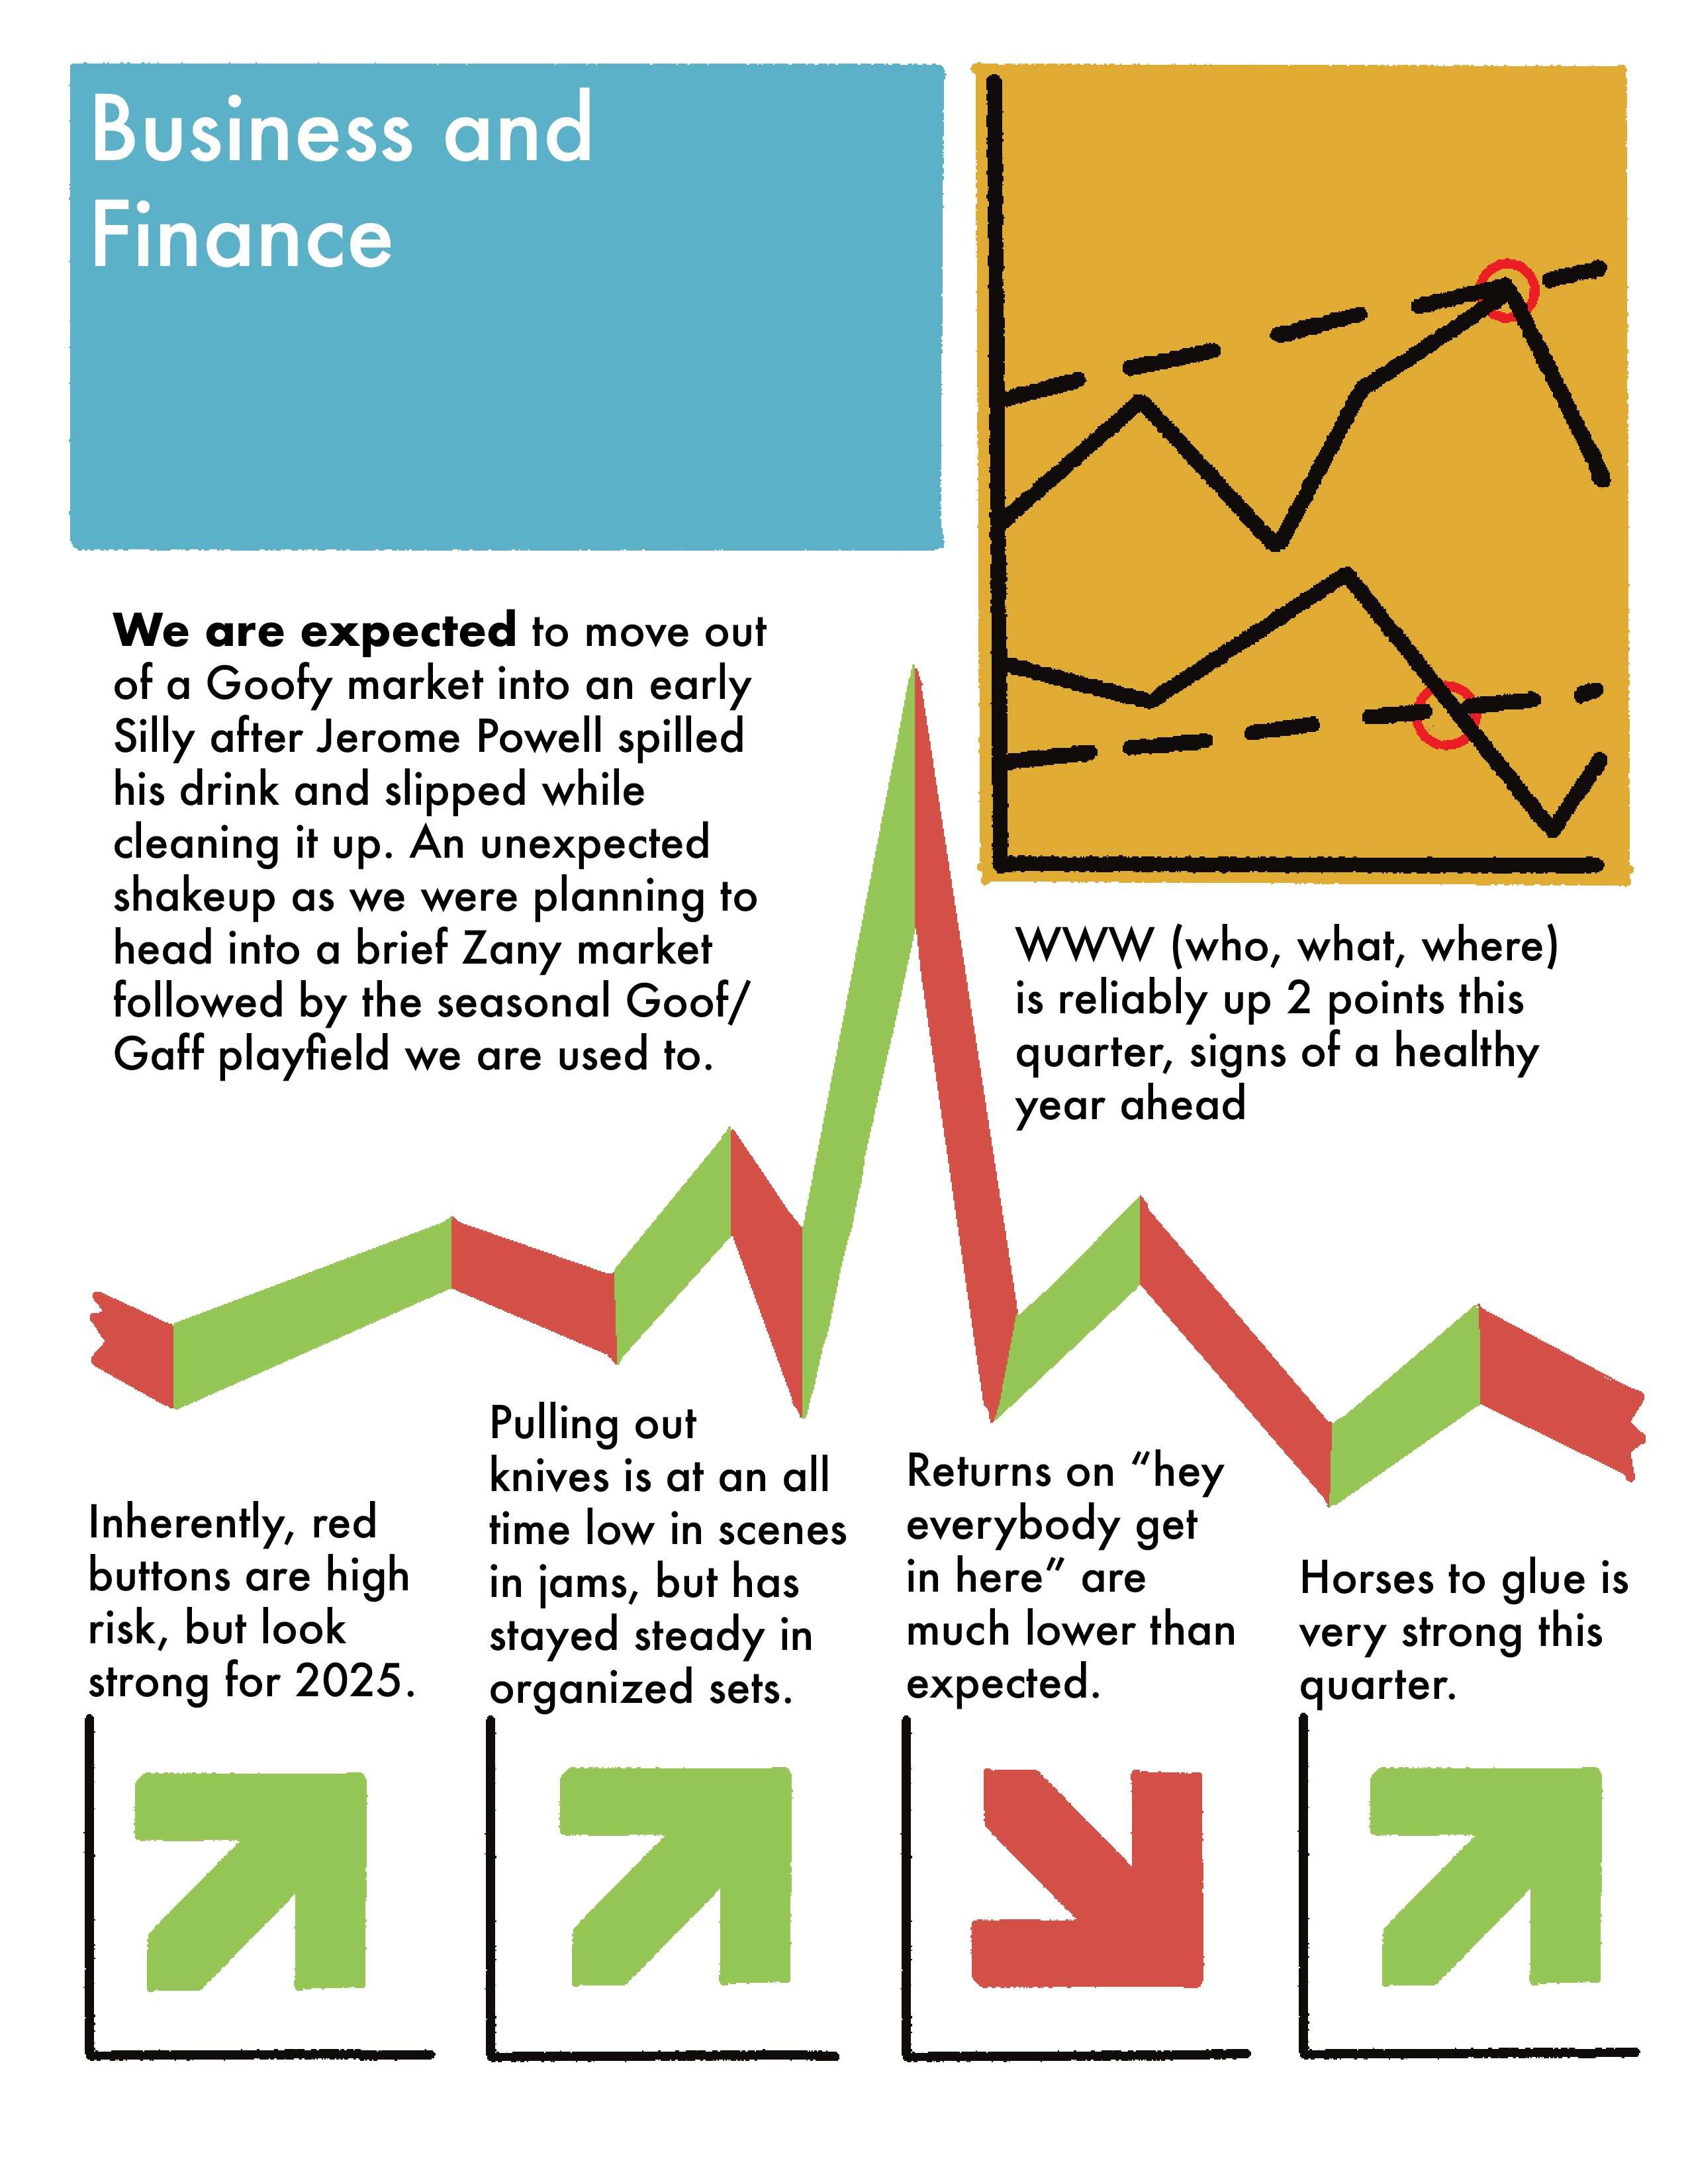 Business and
Finance
We are expected to move out
of a Goofy market into an early
Silly after Jerome Powell spilled
his drink and slipped while
cleaning it up. An unexpected
shakeup as we were planning to
head into a brief Zany market
followed by the seasonal Goof/
Gaff playfield we are used to.
WWW (who, what, where)
is reliably up 2 points this
quarter, signs of a healthy
year ahead
Inherently, red
buttons are high
risk, but look
strong for 2025.
Pulling out
knives is at an all
time low in scenes
in jams, but has
stayed steady in
organized sets.
Returns on “hey
everybody get
in here” are
much lower than
expected.
Horses to glue is
very strong this
quarter.